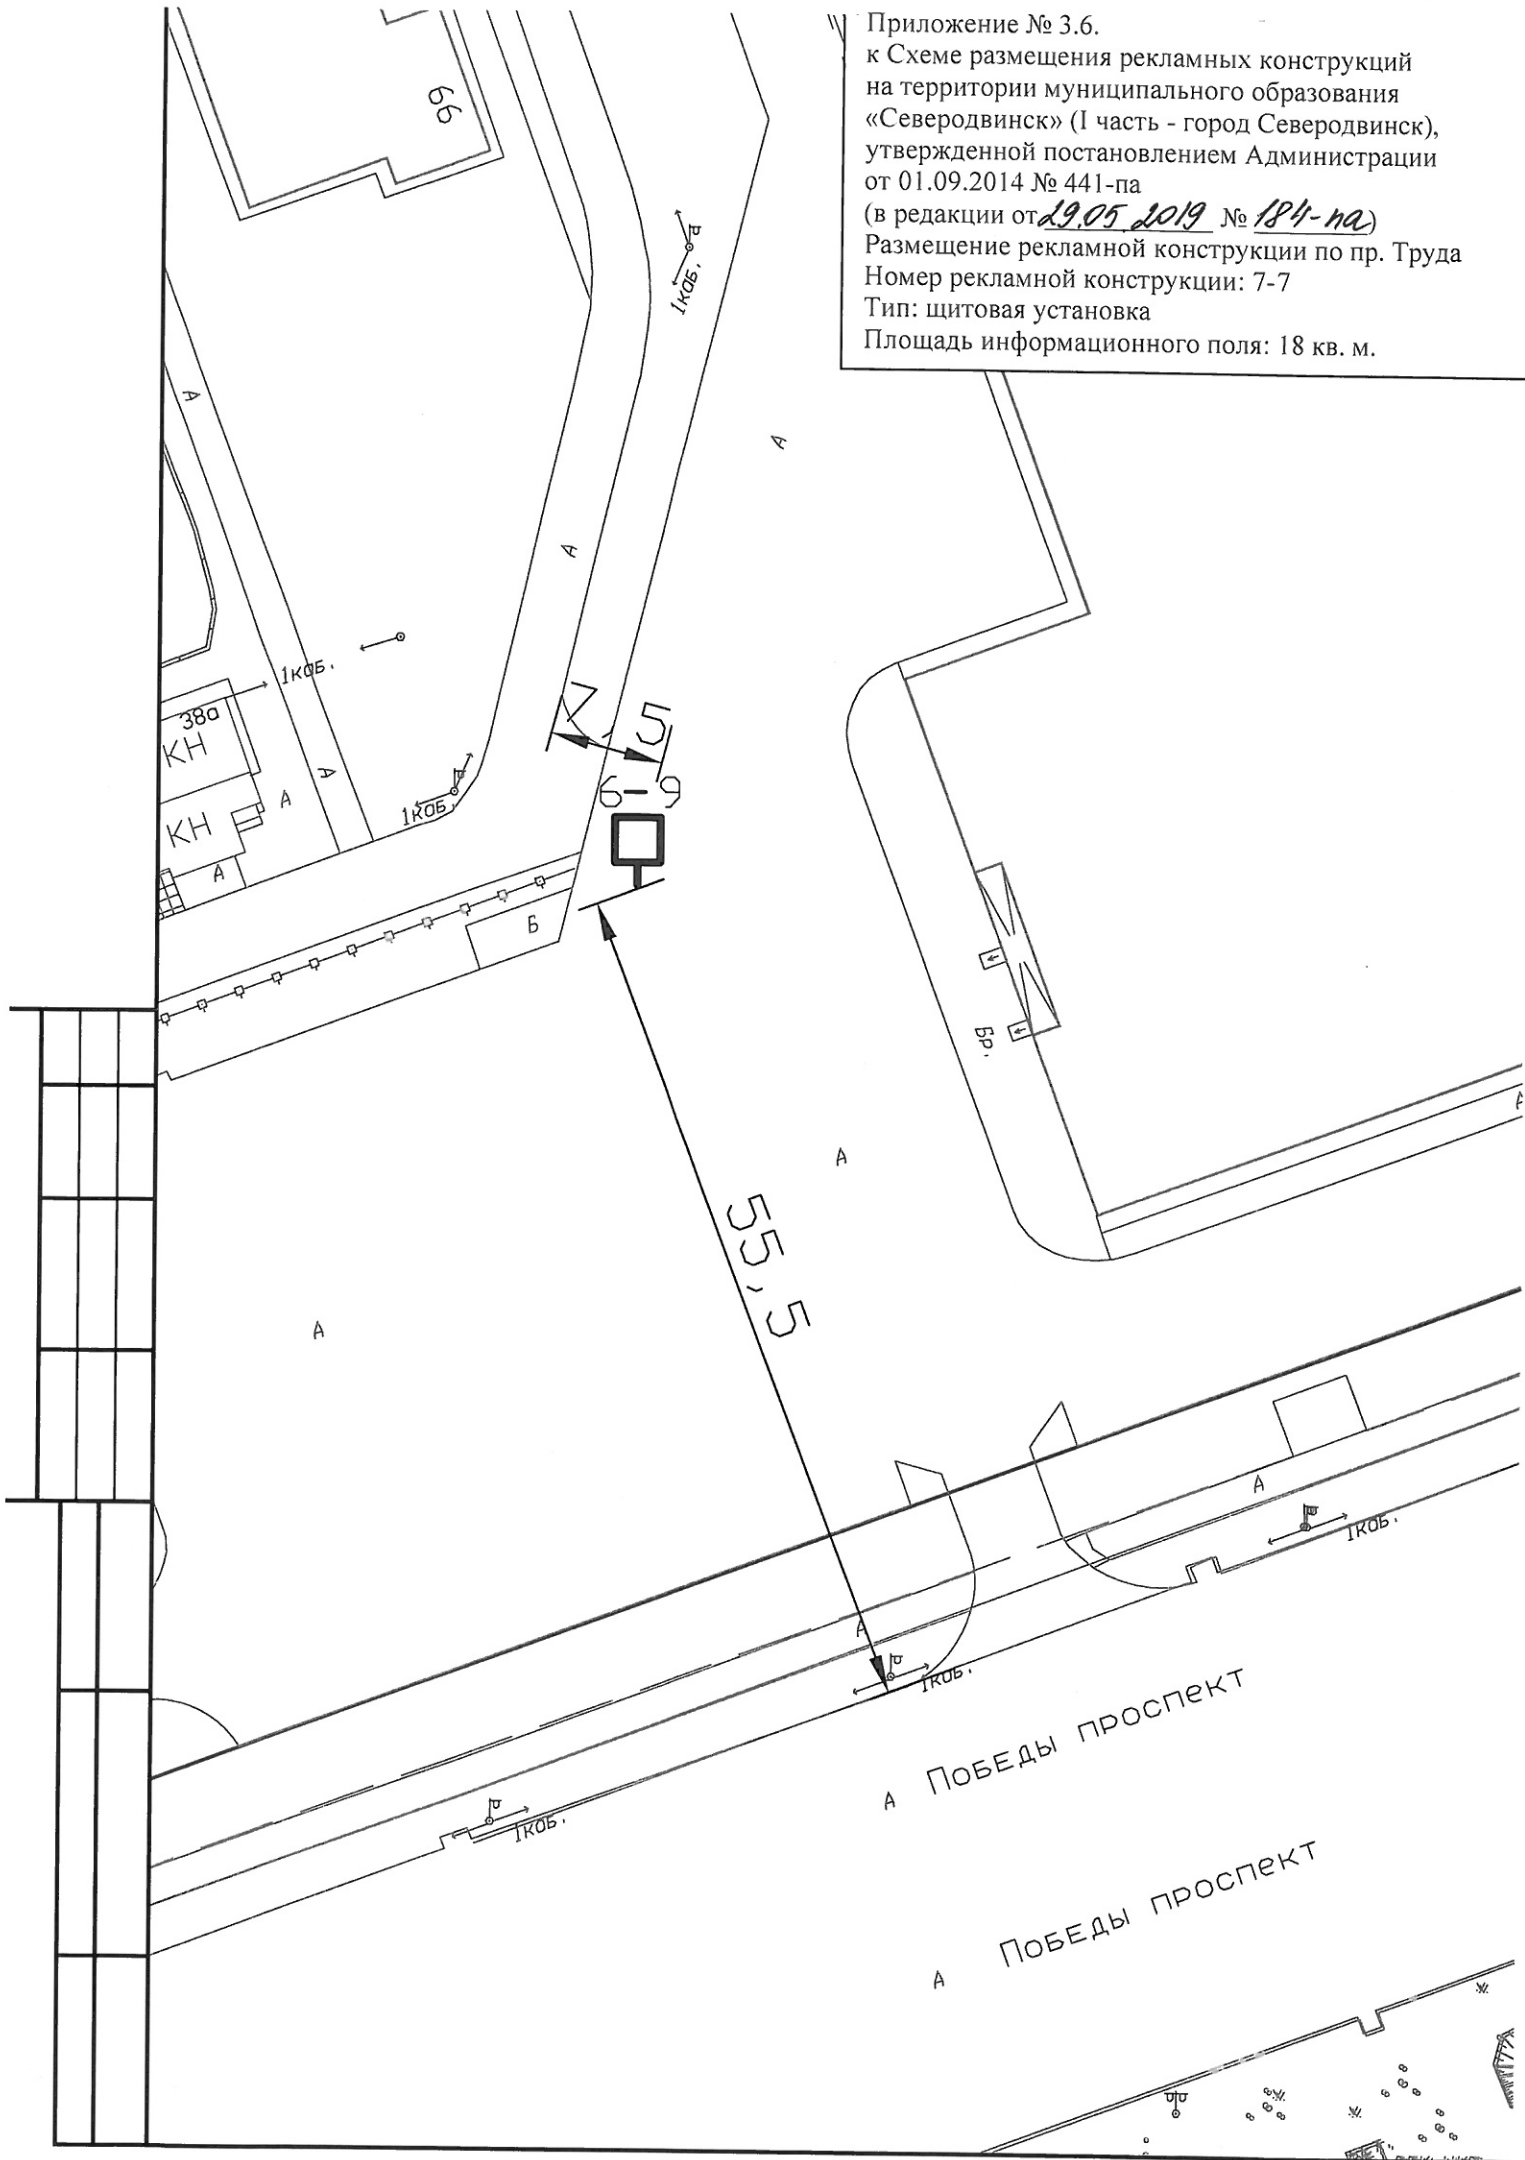 Приложение № 3.6.
к Схеме размещения рекламных конструкций
на территории муниципального образования
«Северодвинск» (I часть - город Северодвинск),
утвержденной постановлением Администрации
от 01.09.2014 № 441-па
(в редакции от 29.05.2019 № 184-па)
Размещение рекламной конструкции по пр. Труда
Номер рекламной конструкции: 7-7
Тип: щитовая установка
Площадь информационного поля: 18 кв. м.
66
1каб.
А
А
А
1каб.
38а
КН
А
А
КН
А
1каб.
7,5
6-9
Б
Бр.
А
А
55,5
А
А
1каб.
А
1каб.
1каб.
А Победы проспект
А Победы проспект